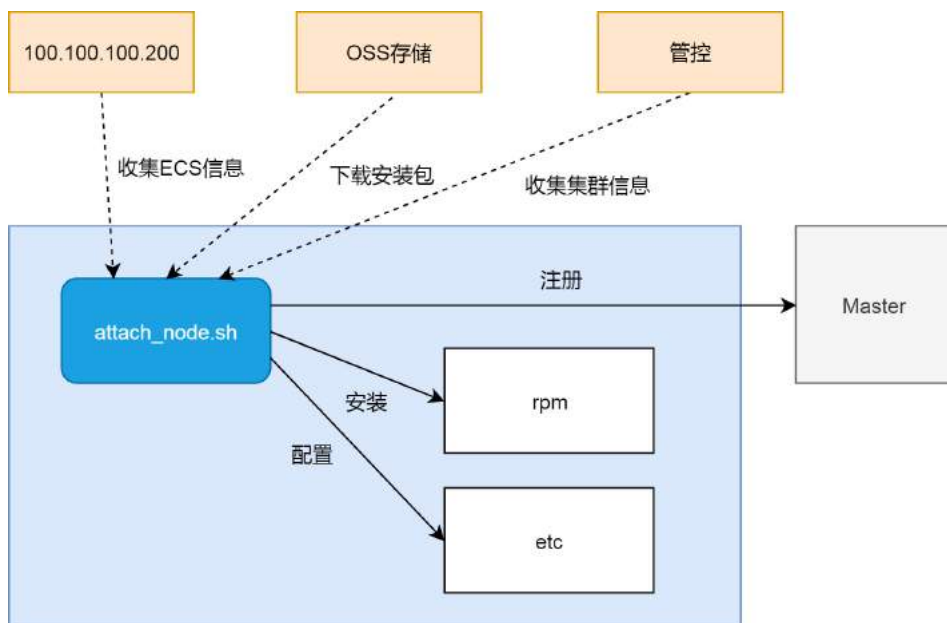 100.100.100.200
OSS存储
管控
收集ECS信息
下载安装包
收集集群信息
注册
attach_node.sh
Master
安装
rpm
配置
etc